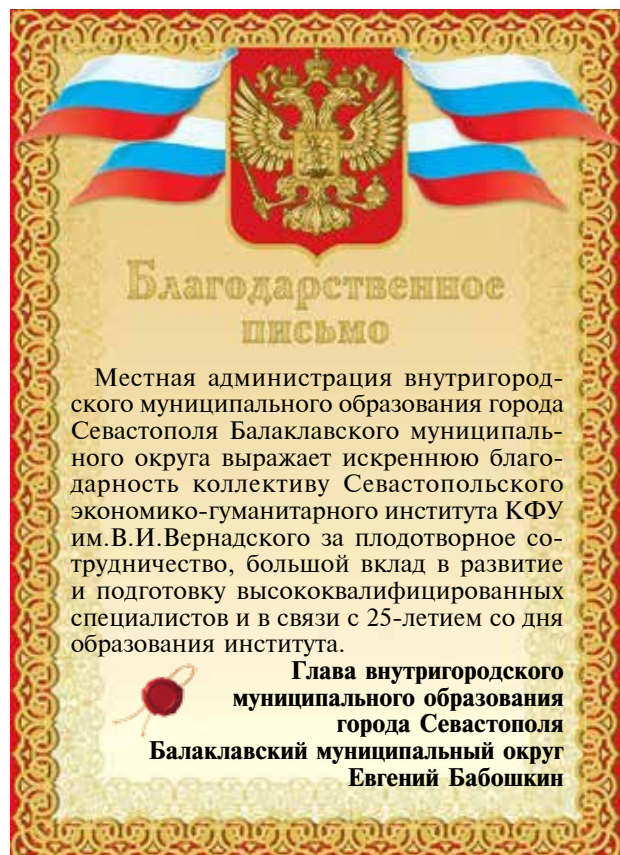 Благодарственное
письмо
Местная администрация внутригород-
ского муниципального образования города
Севастополя Балаклавского муниципаль-
ного округа выражает искреннюю благо-
дарность коллективу Севастопольского
экономико-гуманитарного института КФУ
им.В.И.Вернадского за плодотворное со-
трудничество, большой вклад в развитие
и подготовку высококвалифицированных
специалистов и в связи с 25-летием со дня
образования института.
Глава внутригородского
муниципального образования
города Севастополя
Балаклавский муниципальный округ
Евгений Бабошкин